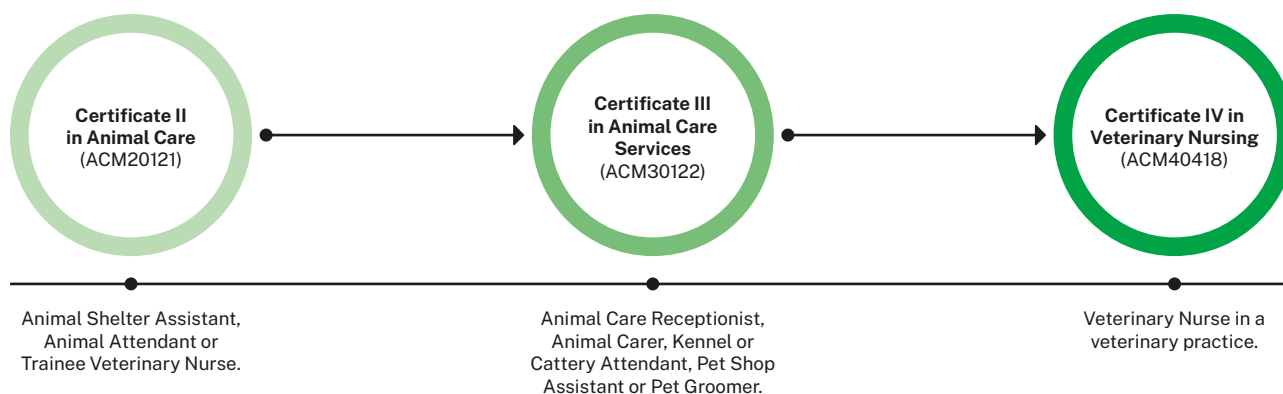 Certificate II
in Animal Care
(ACM20121)
Certificate III
in Animal Care
Services
(ACM30122)
Certificate IV in
Veterinary Nursing
(ACM40418)
Animal Shelter Assistant,
Animal Attendant or
Trainee Veterinary Nurse.
Animal Care Receptionist,
Animal Carer, Kennel or
Cattery Attendant, Pet Shop
Assistant or Pet Groomer.
Veterinary Nurse in a
veterinary practice.